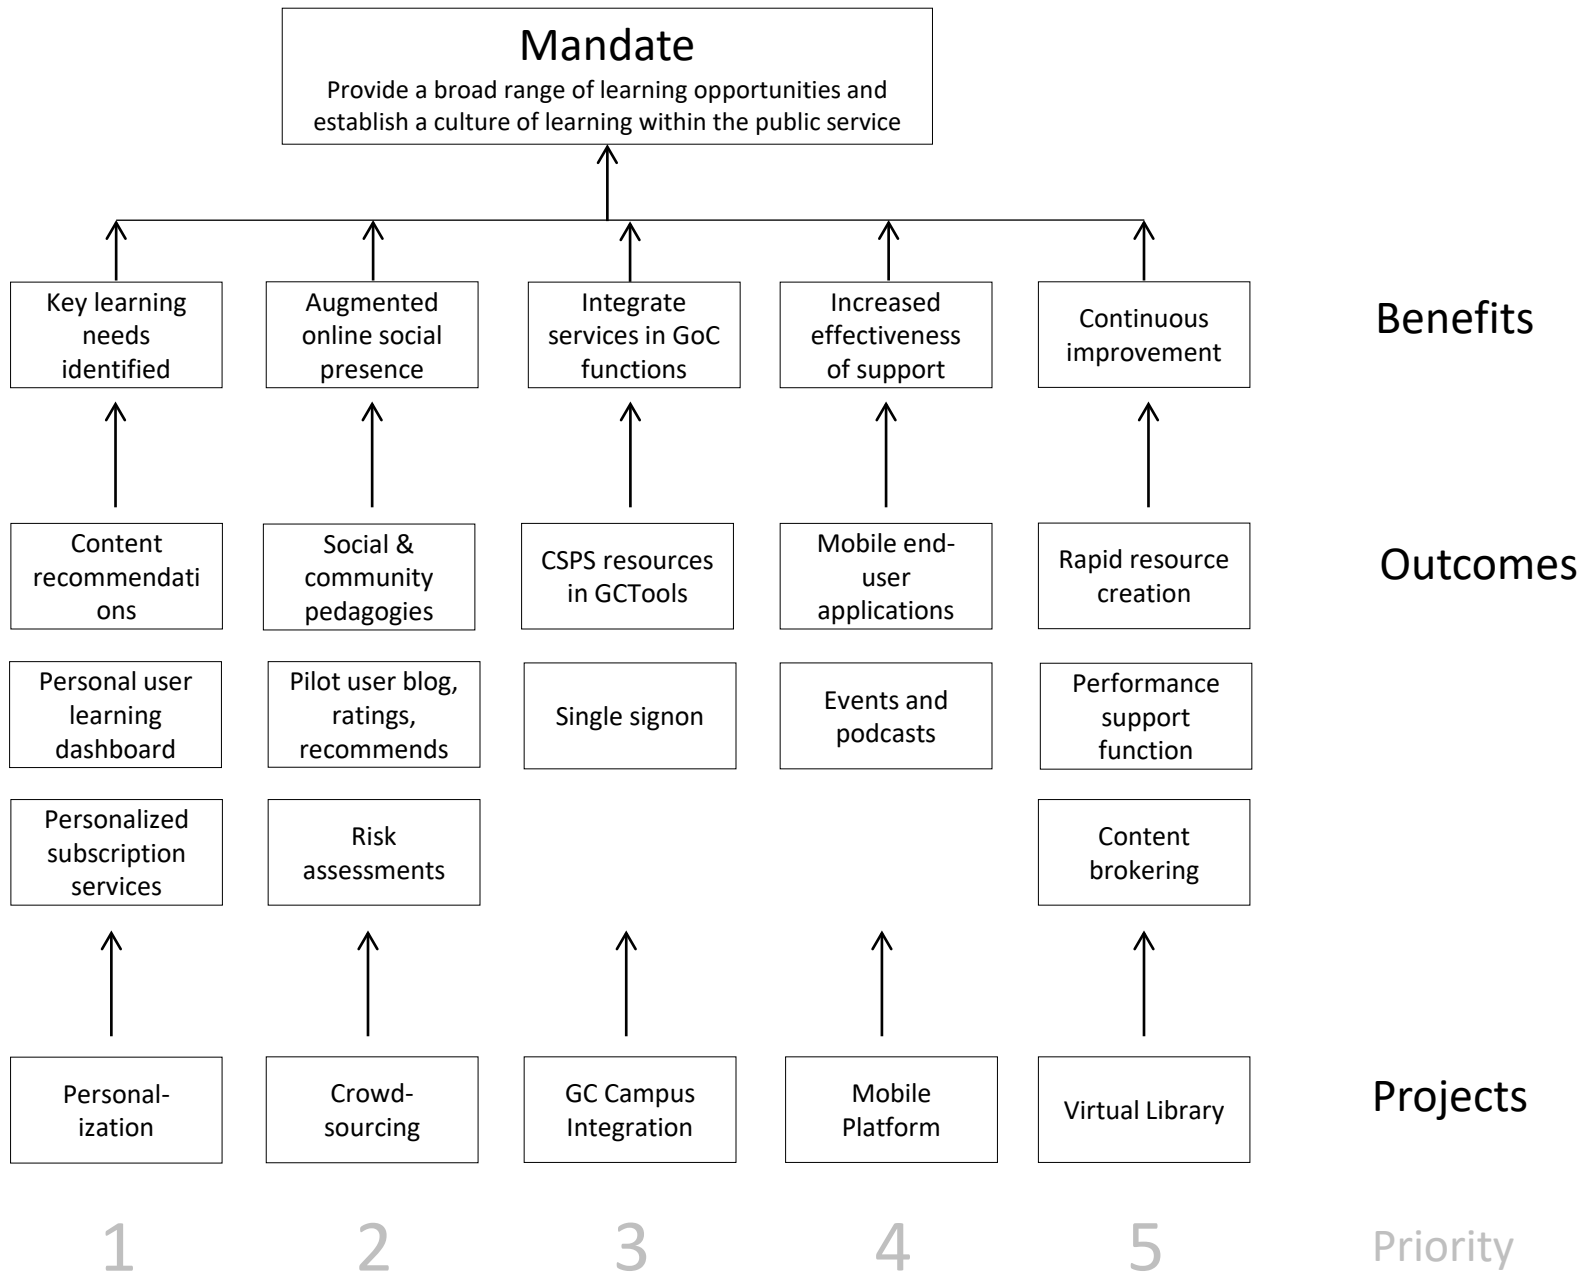 Mandate
Provide a broad range of learning opportunities and
establish a culture of learning within the public service
Key learning
needs
identified
Augmented
online social
presence
Integrate
services in GoC
functions
Increased
effectiveness
of support
Continuous
improvement
Benefits
Content
recommendati
ons
Social &
community
pedagogies
CSPS resources
in GCTools
Mobile end-
user
applications
Rapid resource
creation
Outcomes
Personal user
learning
dashboard
Pilot user blog,
ratings,
recommends
Single signon
Events and
podcasts
Performance
support
function
Personalized
subscription
services
Risk
assessments
Content
brokering
Personal-
ization
Crowd-
sourcing
GC Campus
Integration
Mobile
Platform
Virtual Library
Projects
1
2
3
4
5
Priority